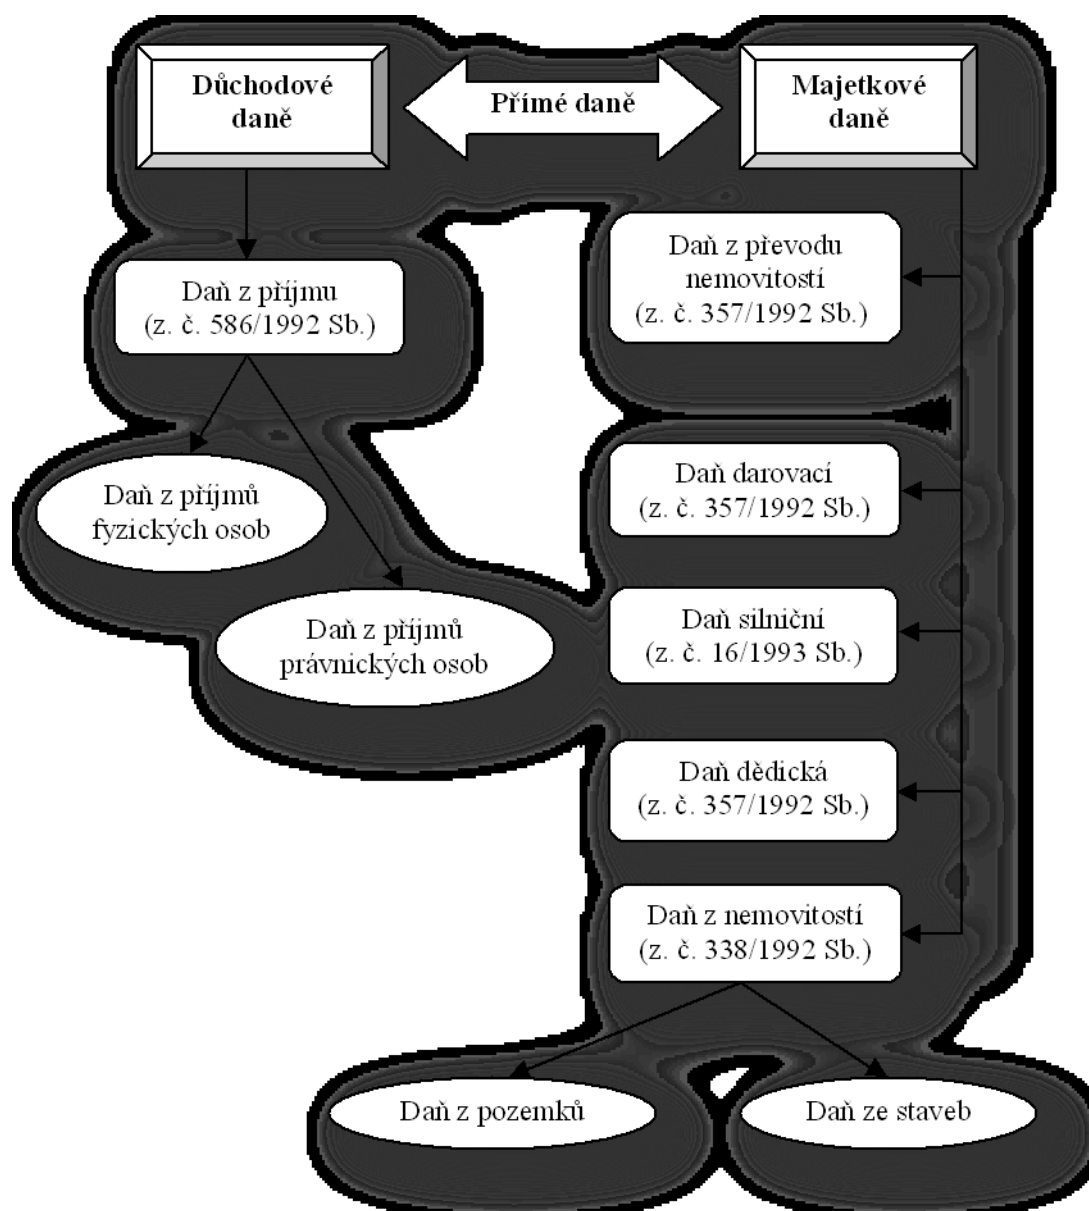 Důchodové
daně
Přímé daně
Majetkové
daně
Daň z příjmu
(z. č. 586/1992 Sb.)
Daň z příjmů
fyzických osob
Daň z příjmů
právnických osob
Daň z převodu
nemovitostí
(z. č. 357/1992 Sb.)
Daň darovací
(z. č. 357/1992 Sb.)
Daň silniční
(z. č. 16/1993 Sb.)
Daň dědická
(z. č. 357/1992 Sb.)
Daň z nemovitostí
(z. č. 338/1992 Sb.)
Daň z pozemků
Daň ze staveb